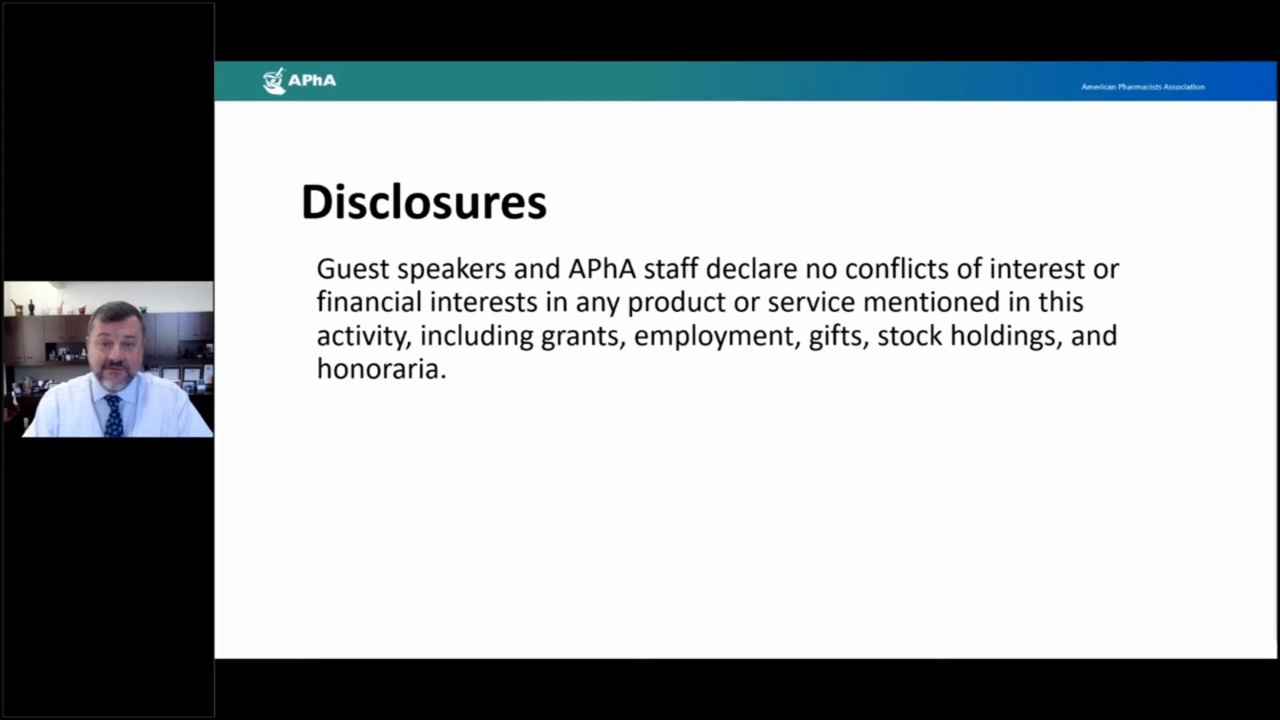 APhA
American Pharmacists Association
Disclosures
Guest speakers and APhA staff declare no conflicts of interest or
financial interests in any product or service mentioned in this
activity, including grants, employment, gifts, stock holdings, and
honoraria.